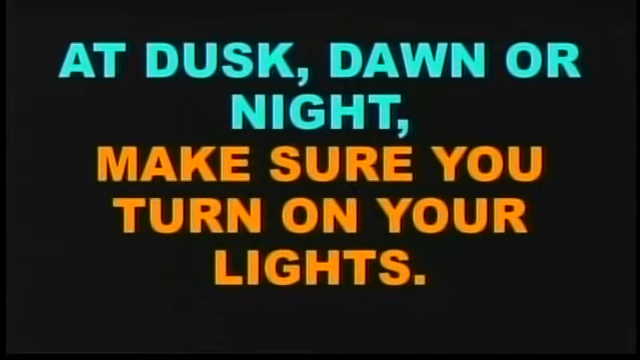 AT DUSK, DAWN OR
NIGHT,
MAKE SURE YOU
TURN ON YOUR
LIGHTS.